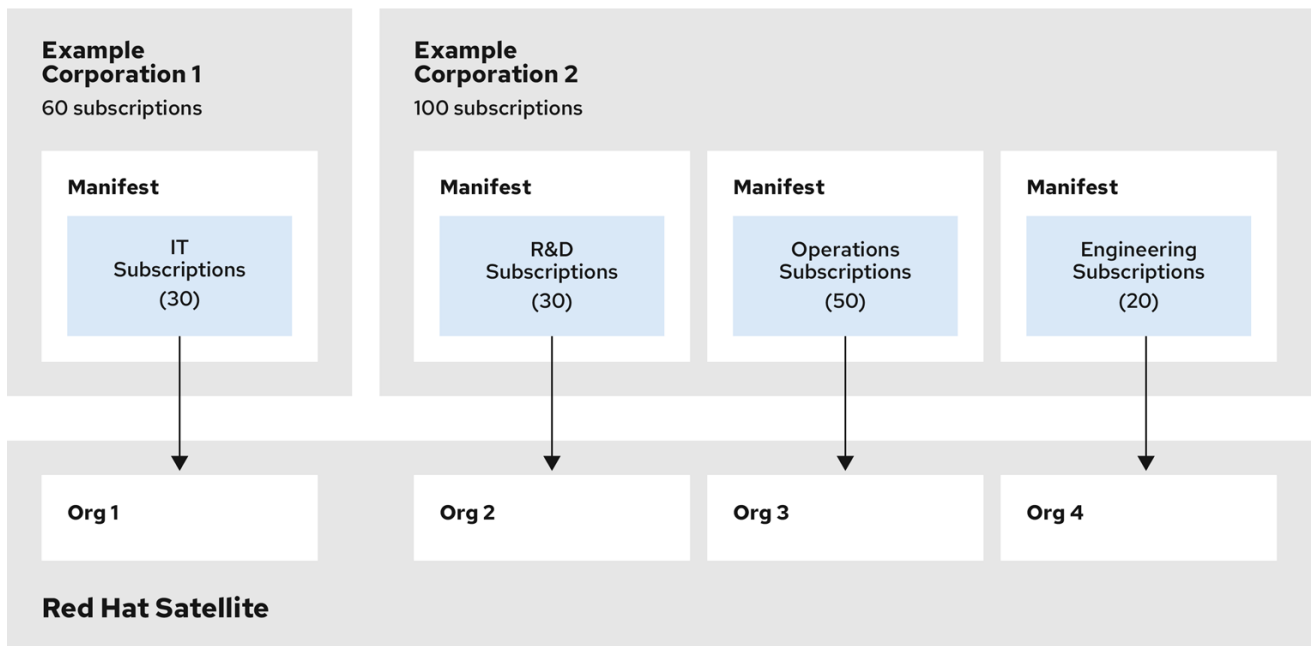 Example
Corporation 1
60 subscriptions
Manifest
IT
Subscriptions
(30)
Example
Corporation 2
100 subscriptions
Manifest
R&D
Subscriptions
(30)
Manifest
Operations
Subscriptions
(50)
Manifest
Engineering
Subscriptions
(20)
Org 1
Org 2
Org 3
Org 4
Red Hat Satellite